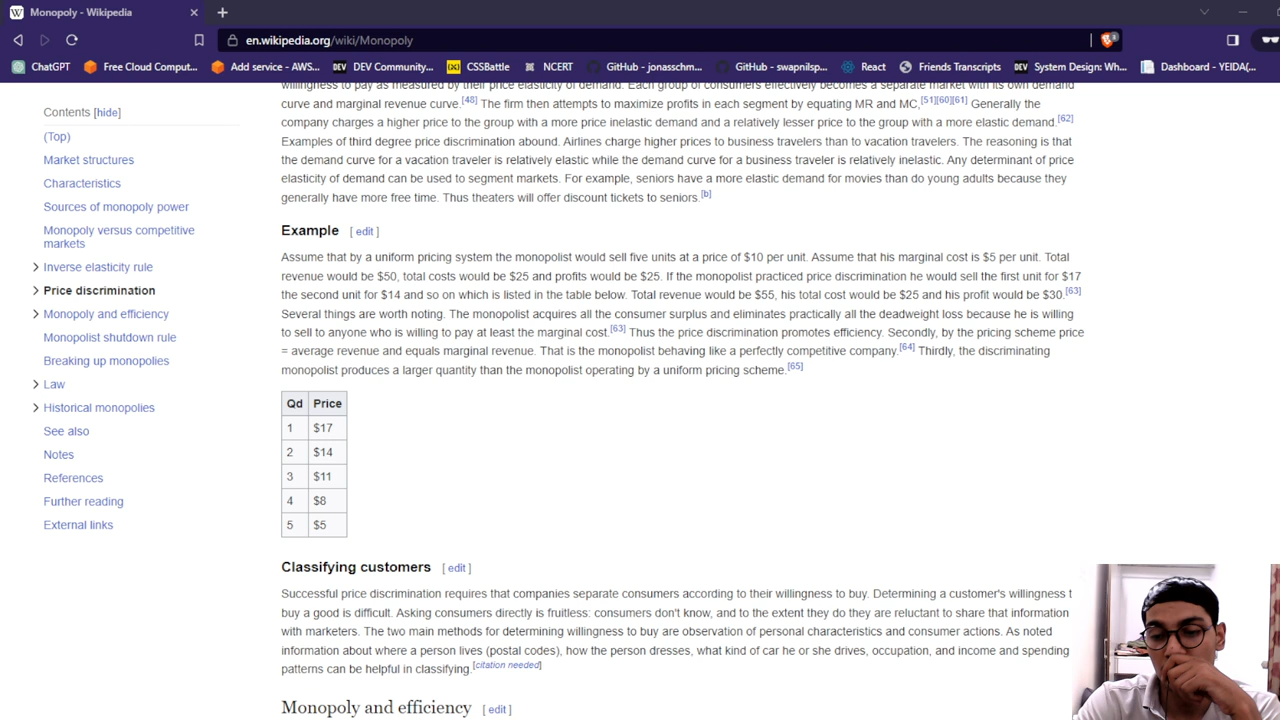 Monopoly - Wikipedia
en.wikipedia.org/wiki/Monopoly
ChatGPT Free Cloud Comput... Add service - AWS... DEV Community... CSSBattle NCERT GitHub - jonasschm... GitHub - swapnilsp... React Friends Transcripts System Design: Wh... Dashboard - YEIDA(...
Contents [hide]
(Top)
Market structures
Characteristics
Sources of monopoly power
Monopoly versus competitive
markets
Inverse elasticity rule
Price discrimination
Monopoly and efficiency
Monopolist shutdown rule
Breaking up monopolies
Law
Historical monopolies
See also
Notes
References
Further reading
External links
willingness to pay as measured by their price elasticity of demand. Each group of consumers effectively becomes a separate market with its own demand
curve and marginal revenue curve.[48] The firm then attempts to maximize profits in each segment by equating MR and MC,[51][60][61] Generally the
company charges a higher price to the group with a more price inelastic demand and a relatively lesser price to the group with a more elastic demand.[62]
Examples of third degree price discrimination abound. Airlines charge higher prices to business travelers than to vacation travelers. The reasoning is that
the demand curve for a vacation traveler is relatively elastic while the demand curve for a business traveler is relatively inelastic. Any determinant of price
elasticity of demand can be used to segment markets. For example, seniors have a more elastic demand for movies than do young adults because they
generally have more free time. Thus theaters will offer discount tickets to seniors.[b]
Example [ edit ]
Assume that by a uniform pricing system the monopolist would sell five units at a price of $10 per unit. Assume that his marginal cost is $5 per unit. Total
revenue would be $50, total costs would be $25 and profits would be $25. If the monopolist practiced price discrimination he would sell the first unit for $17
the second unit for $14 and so on which is listed in the table below. Total revenue would be $55, his total cost would be $25 and his profit would be $30.[63]
Several things are worth noting. The monopolist acquires all the consumer surplus and eliminates practically all the deadweight loss because he is willing
to sell to anyone who is willing to pay at least the marginal cost.[63] Thus the price discrimination promotes efficiency. Secondly, by the pricing scheme price
= average revenue and equals marginal revenue. That is the monopolist behaving like a perfectly competitive company.[64] Thirdly, the discriminating
monopolist produces a larger quantity than the monopolist operating by a uniform pricing scheme.[65]
Qd Price
1 $17
2 $14
3 $11
4 $8
5 $5
Classifying customers [ edit ]
Successful price discrimination requires that companies separate consumers according to their willingness to buy. Determining a customer's willingness t
buy a good is difficult. Asking consumers directly is fruitless: consumers don't know, and to the extent they do they are reluctant to share that information
with marketers. The two main methods for determining willingness to buy are observation of personal characteristics and consumer actions. As noted
information about where a person lives (postal codes), how the person dresses, what kind of car he or she drives, occupation, and income and spending
patterns can be helpful in classifying.[citation needed]
Monopoly and efficiency [ edit ]